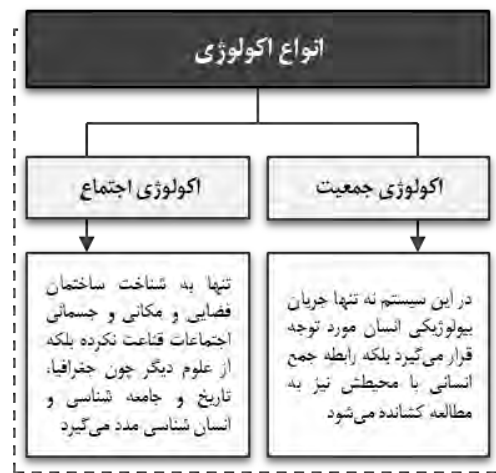 انواع اکولوژی
اکولوژی جمعیت
اکولوژی اجتماع
در این سیستم نه تنها جریان
بیولوژیکی انسان مورد توجه
قرار می‌گیرد بلکه رابطه جمع
انسانی با محیطش نیز به
مطالعه کشانده می‌شود
تنها به شناخت ساختمان
فضایی و مکانی و جسمانی
اجتماعات قناعت نکرده بلکه
از علوم دیگر چون جغرافیا،
تاریخ و جامعه شناسی و
انسان شناسی مدد می‌گیرد